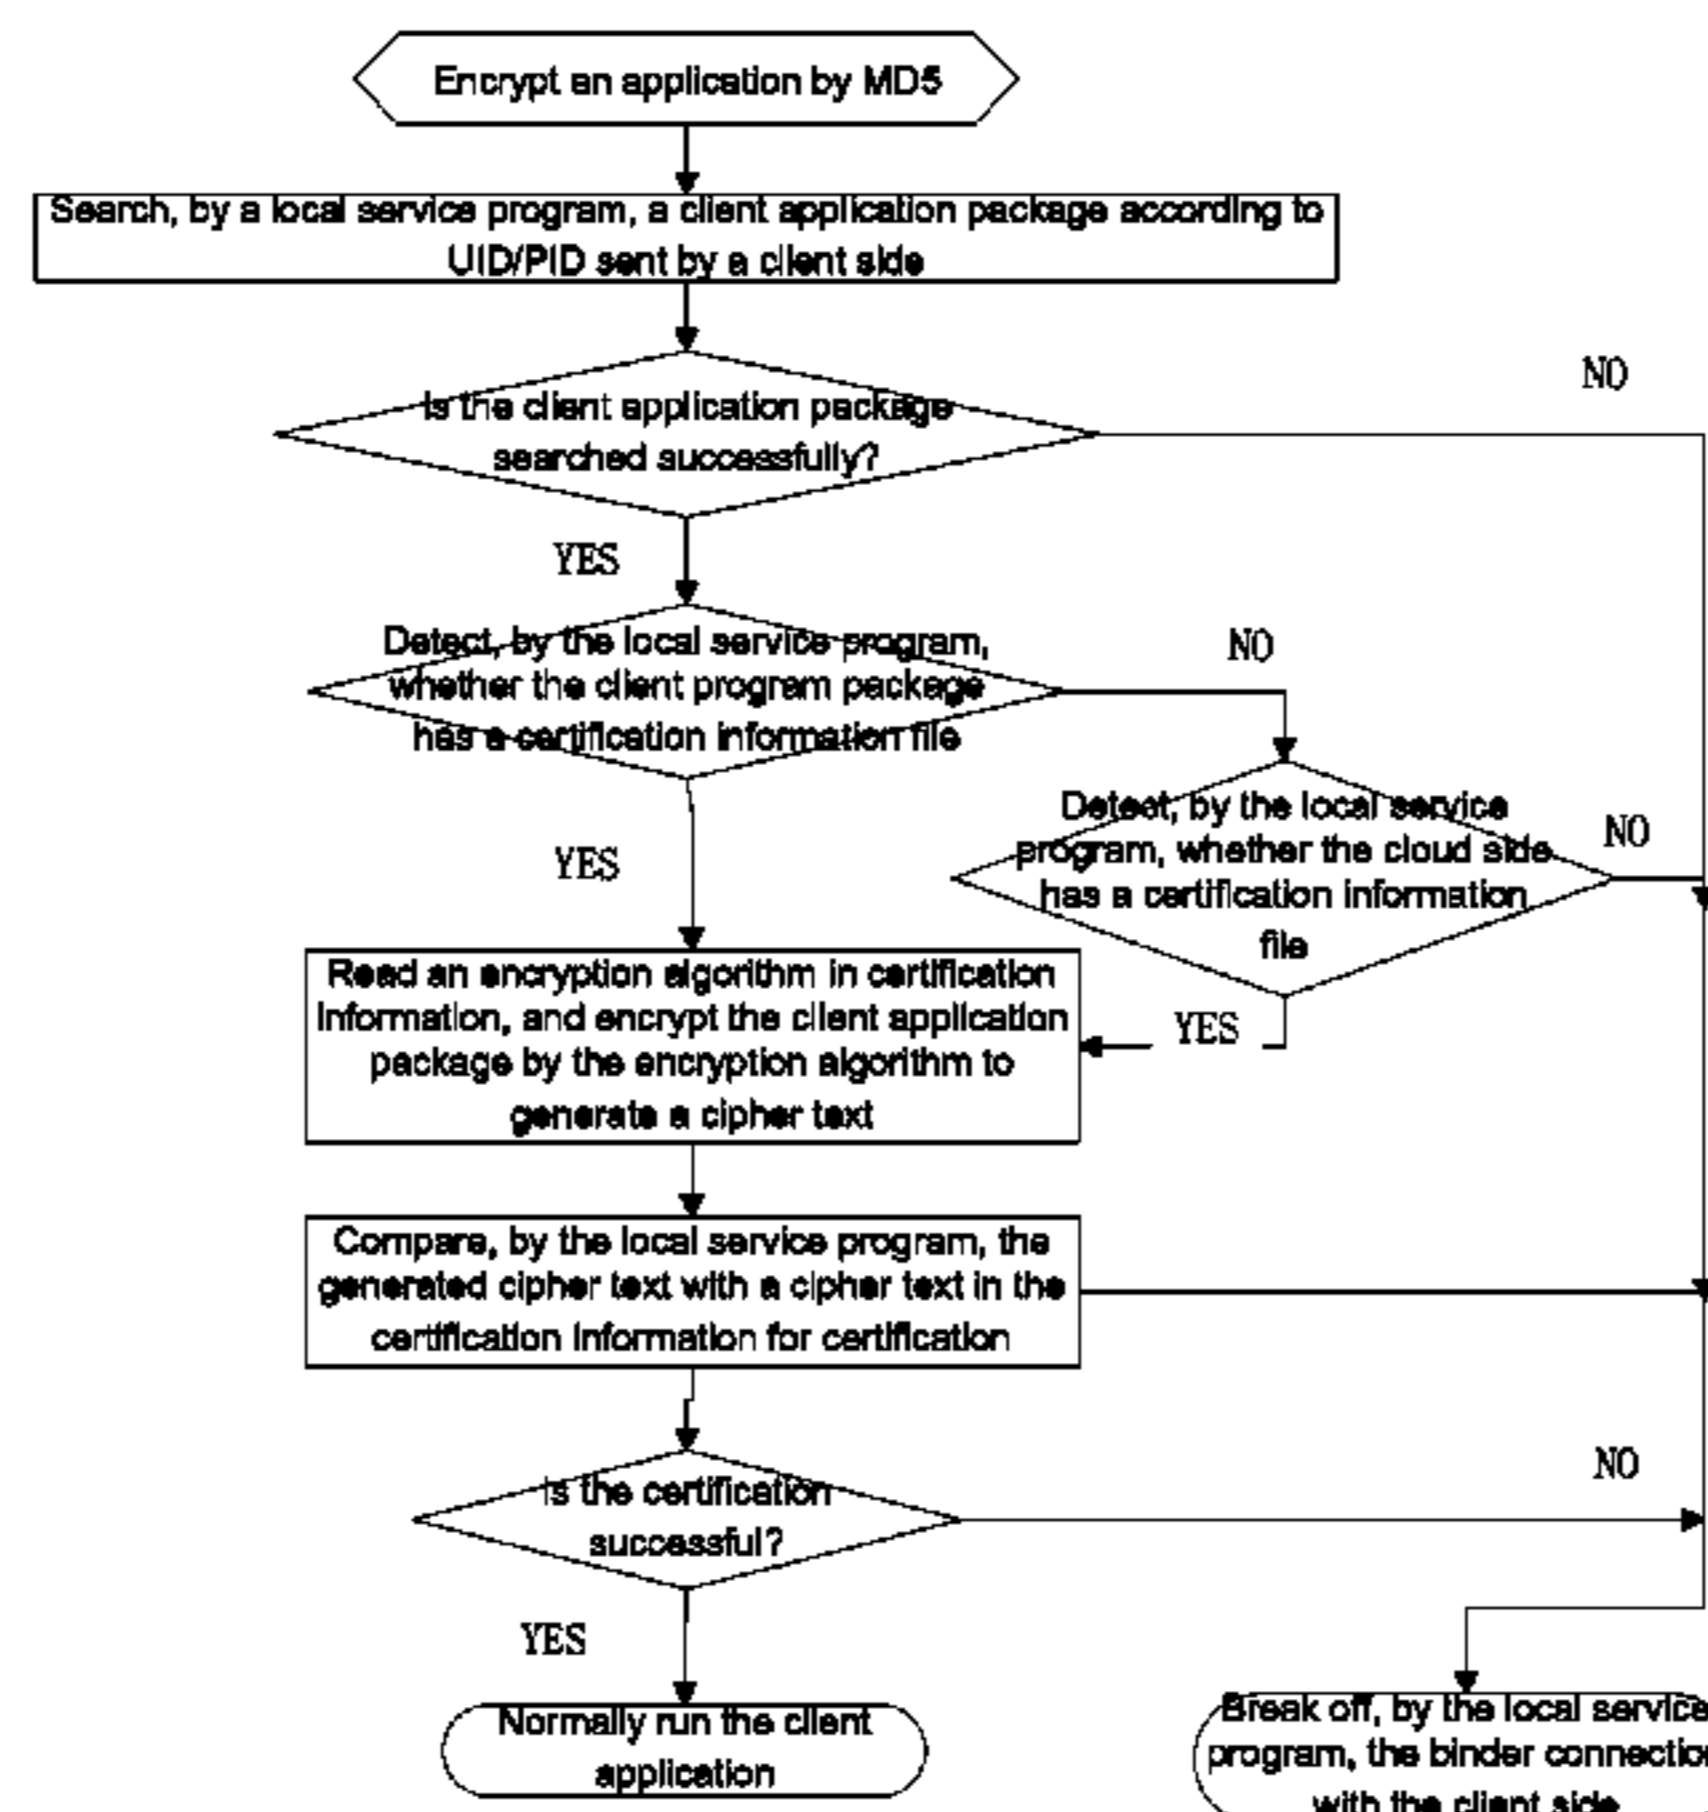 Encrypt an application by MD5
Search, by a local service program, a client application package according to
UID/PID sent by a client side
Is the client application package
searched successfully?
NO
YES
Detect, by the local service program,
whether the client program package
has a certification information file
NO
YES
Detect, by the local service
program, whether the cloud side
has a certification information
file
NO
YES
Read an encryption algorithm in certification
information, and encrypt the client application
package by the encryption algorithm to
generate a cipher text
Compare, by the local service program, the
generated cipher text with a cipher text in the
certification information for certification
Is the certification
successful?
NO
YES
Normally run the client
application
Break off, by the local service
program, the binder connection
with the client side